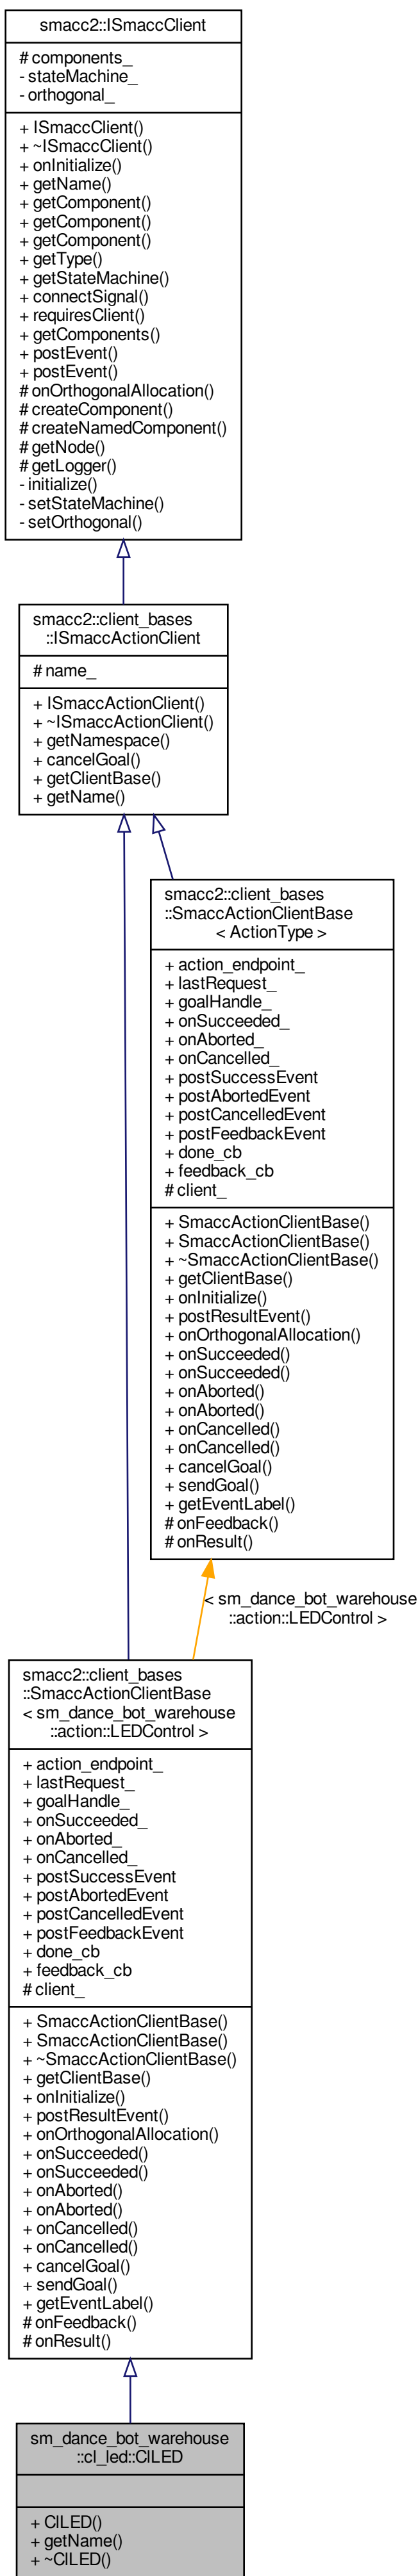 smacc2::ISmaccClient
# components_
- stateMachine_
- orthogonal_
+ ISmaccClient()
+ ~ISmaccClient()
+ onInitialize()
+ getName()
+ getComponent()
+ getComponent()
+ getComponent()
+ getType()
+ getStateMachine()
+ connectSignal()
+ requiresClient()
+ getComponents()
+ postEvent()
+ postEvent()
# onOrthogonalAllocation()
# createComponent()
# createNamedComponent()
# getNode()
# getLogger()
- initialize()
- setStateMachine()
- setOrthogonal()
smacc2::client_bases
::ISmaccActionClient
# name_
+ ISmaccActionClient()
+ ~ISmaccActionClient()
+ getNamespace()
+ cancelGoal()
+ getClientBase()
+ getName()
smacc2::client_bases
::SmaccActionClientBase
< ActionType >
+ action_endpoint_
+ lastRequest_
+ goalHandle_
+ onSucceeded_
+ onAborted_
+ onCancelled_
+ postSuccessEvent
+ postAbortedEvent
+ postCancelledEvent
+ postFeedbackEvent
+ done_cb
+ feedback_cb
# client_
+ SmaccActionClientBase()
+ SmaccActionClientBase()
+ ~SmaccActionClientBase()
+ getClientBase()
+ onInitialize()
+ postResultEvent()
+ onOrthogonalAllocation()
+ onSucceeded()
+ onSucceeded()
+ onAborted()
+ onAborted()
+ onCancelled()
+ onCancelled()
+ cancelGoal()
+ sendGoal()
+ getEventLabel()
# onFeedback()
# onResult()
< sm_dance_bot_warehouse
::action::LEDControl >
smacc2::client_bases
::SmaccActionClientBase
< sm_dance_bot_warehouse
::action::LEDControl >
+ action_endpoint_
+ lastRequest_
+ goalHandle_
+ onSucceeded_
+ onAborted_
+ onCancelled_
+ postSuccessEvent
+ postAbortedEvent
+ postCancelledEvent
+ postFeedbackEvent
+ done_cb
+ feedback_cb
# client_
+ SmaccActionClientBase()
+ SmaccActionClientBase()
+ ~SmaccActionClientBase()
+ getClientBase()
+ onInitialize()
+ postResultEvent()
+ onOrthogonalAllocation()
+ onSucceeded()
+ onSucceeded()
+ onAborted()
+ onAborted()
+ onCancelled()
+ onCancelled()
+ cancelGoal()
+ sendGoal()
+ getEventLabel()
# onFeedback()
# onResult()
sm_dance_bot_warehouse
::cl_led::ClLED
+ ClLED()
+ getName()
+ ~ClLED()